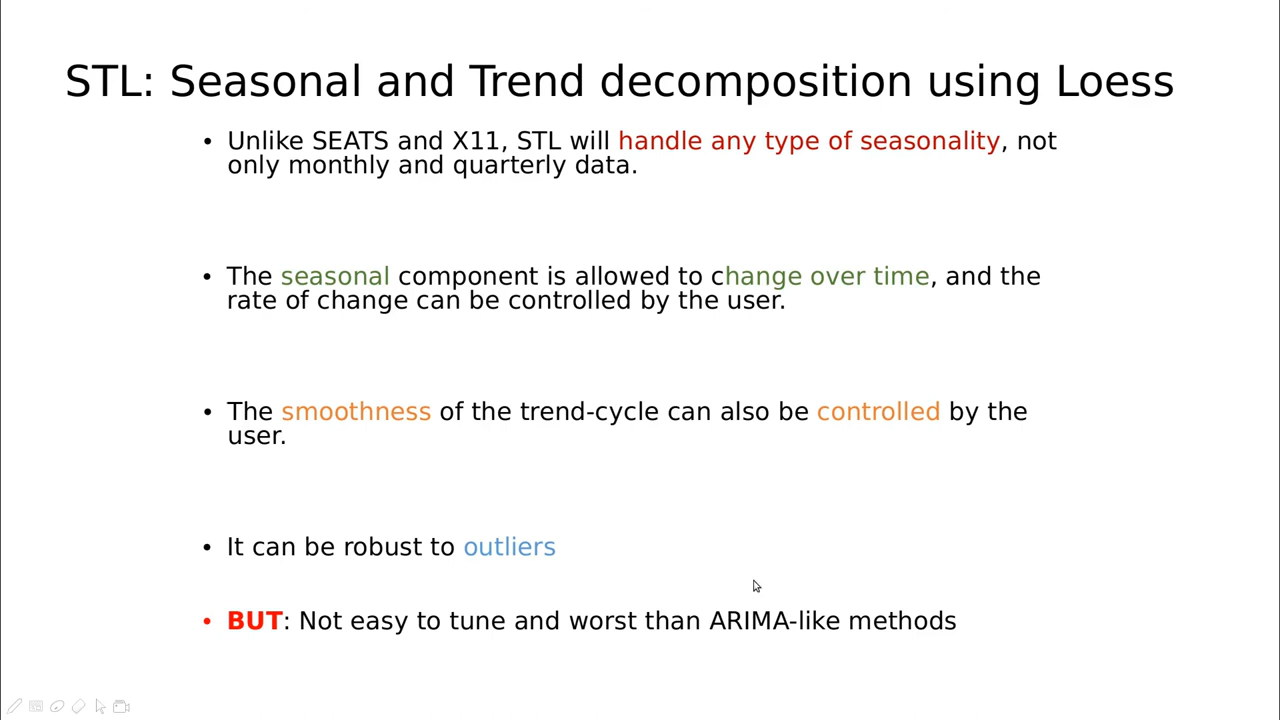 STL: Seasonal and Trend decomposition using Loess
• Unlike SEATS and X11, STL will handle any type of seasonality, not
only monthly and quarterly data.
• The seasonal component is allowed to change over time, and the
rate of change can be controlled by the user.
• The smoothness of the trend-cycle can also be controlled by the
user.
• It can be robust to outliers
• BUT: Not easy to tune and worst than ARIMA-like methods